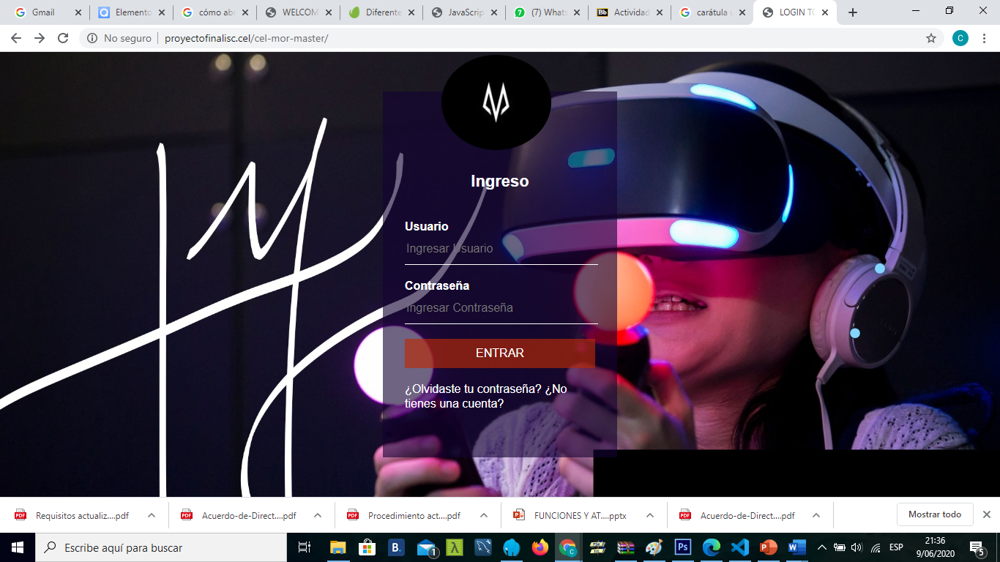 Gmail
Elemento
cómo ab
WELCOM
Diferente
JavaScrip
(7) Whats
Actividad
carátula u
LOGIN TO
No seguro
proyectofinalisc.cel/cel-mor-master/
C
Ingreso
Usuario
Ingresar Usuario
Contraseña
Ingresar Contraseña
ENTRAR
¿Olvidaste tu contraseña? ¿No
tienes una cuenta?
Requisitos actualiz....pdf
Acuerdo-de-Direct....pdf
Procedimiento act....pdf
FUNCIONES Y AT....pptx
Acuerdo-de-Direct....pdf
Mostrar todo
Escribe aquí para buscar
ESP
21:36
9/06/2020
5